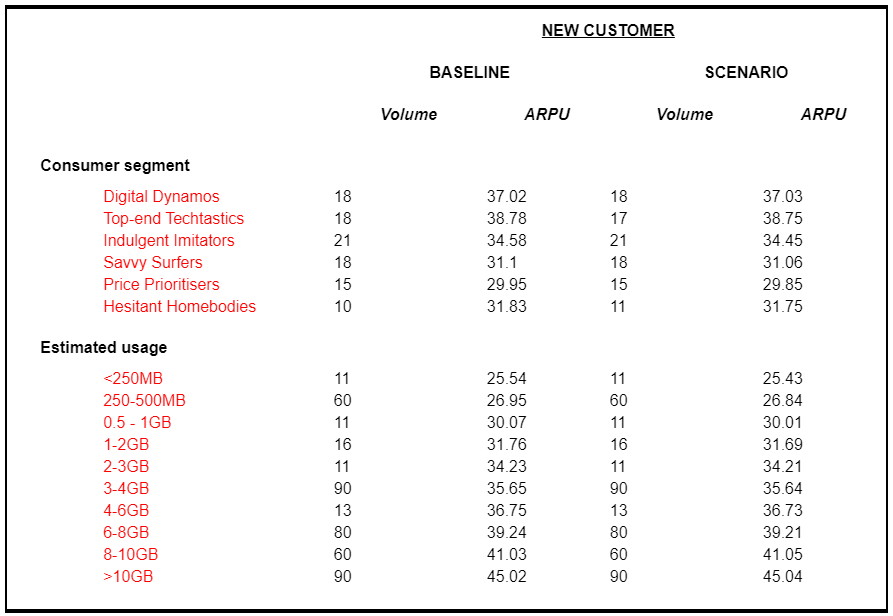 NEW CUSTOMER
BASELINE SCENARIO
Volume ARPU Volume ARPU
Consumer segment
Digital Dynamos 18 37.02 18 37.03
Top-end Techtastics 18 38.78 17 38.75
Indulgent Imitators 21 34.58 21 34.45
Savvy Surfers 18 31.1 18 31.06
Price Prioritisers 15 29.95 15 29.85
Hesitant Homebodies 10 31.83 11 31.75
Estimated usage
<250MB 11 25.54 11 25.43
250-500MB 60 26.95 60 26.84
0.5 - 1GB 11 30.07 11 30.01
1-2GB 16 31.76 16 31.69
2-3GB 11 34.23 11 34.21
3-4GB 90 35.65 90 35.64
4-6GB 13 36.75 13 36.73
6-8GB 80 39.24 80 39.21
8-10GB 60 41.03 60 41.05
>10GB 90 45.02 90 45.04